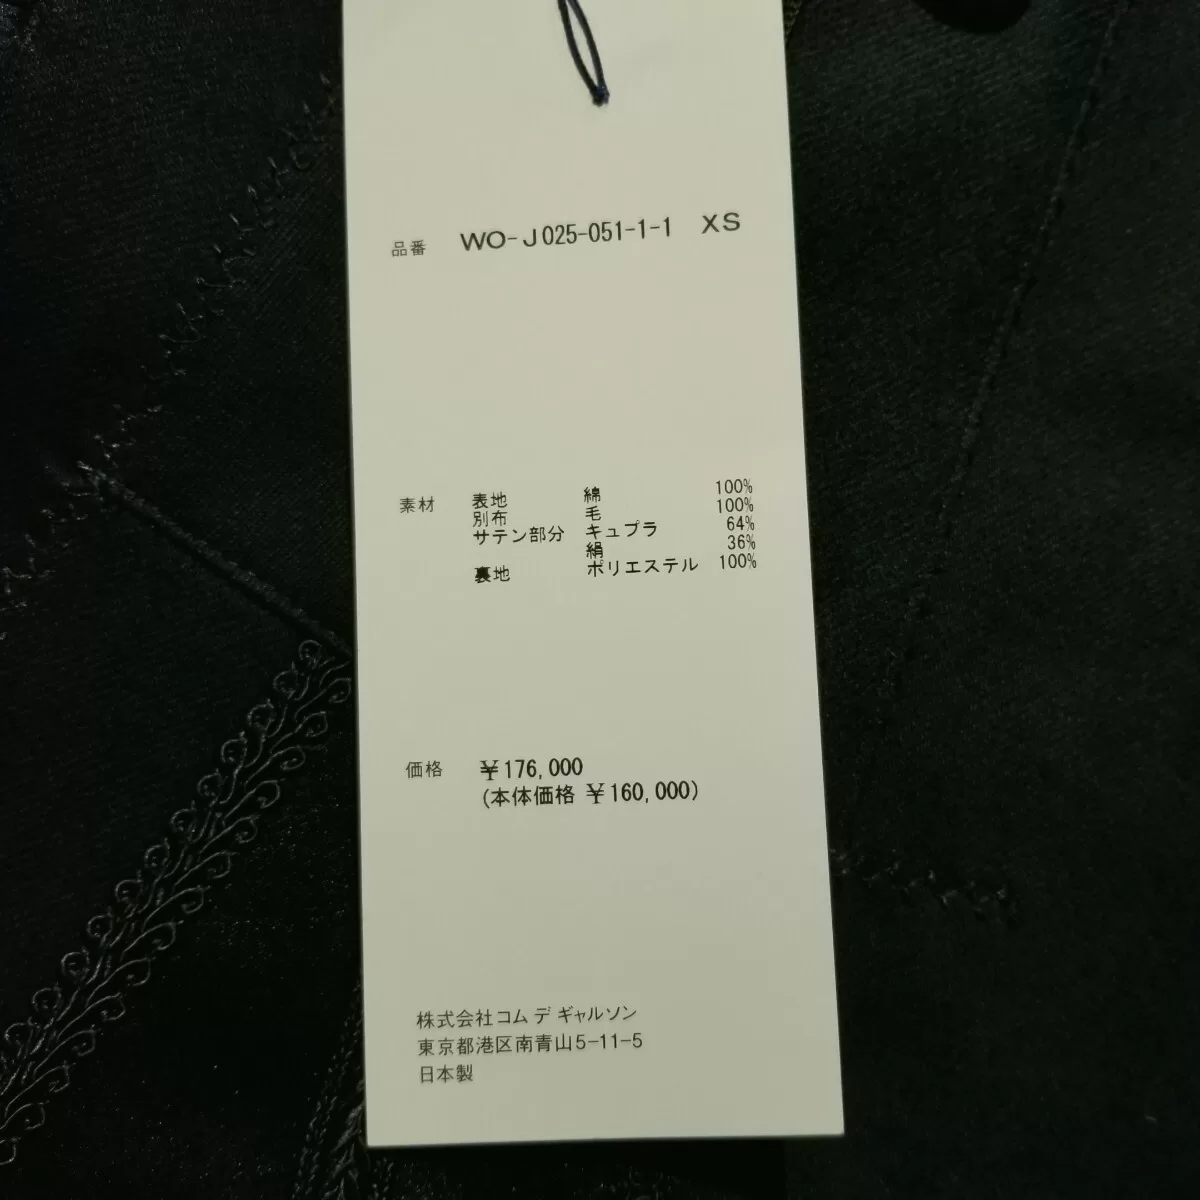 品番 WO-J025-051-1-1 XS
素材 表地 綿 100%
別布 毛 100%
サテン部分 キュプラ 64%
絹 36%
裏地 ポリエステル 100%
価格 ￥176,000
(本体価格 ￥160,000)
株式会社コム デ ギャルソン
東京都港区南青山5-11-5
日本製